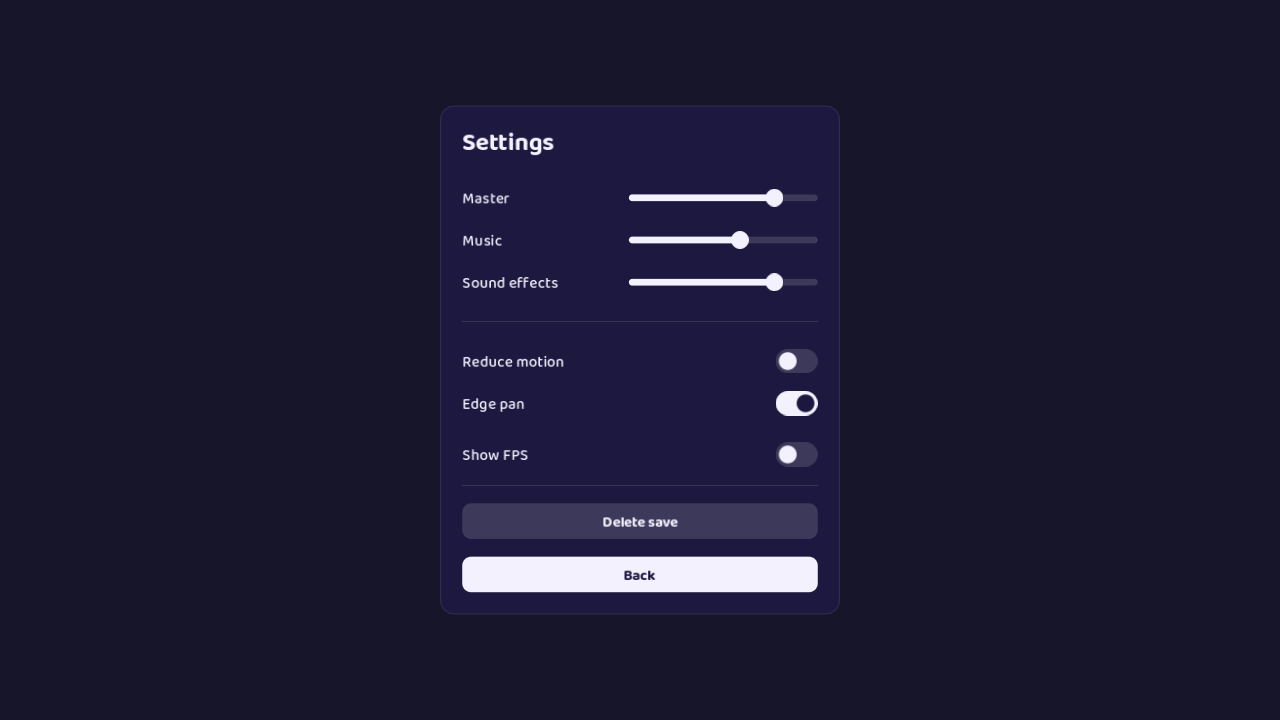 Settings
Master
Music
Sound effects
Reduce motion
Edge pan
Show FPS
Delete save
Back